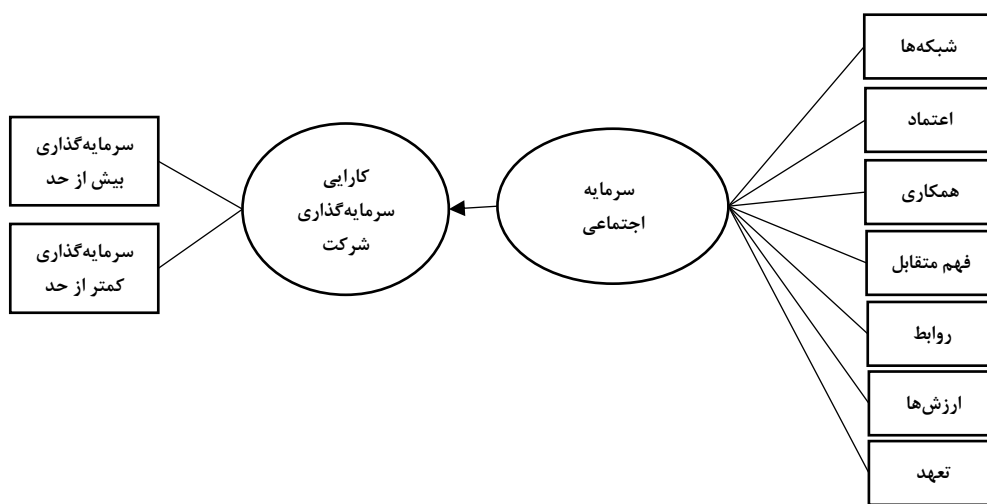 شبکه‌ها
اعتماد
همکاری
فهم متقابل
روابط
ارزش‌ها
تعهد
سرمایه
اجتماعی
کارایی
سرمایه‌گذاری
شرکت
سرمایه‌گذاری
بیش از حد
سرمایه‌گذاری
کمتر از حد